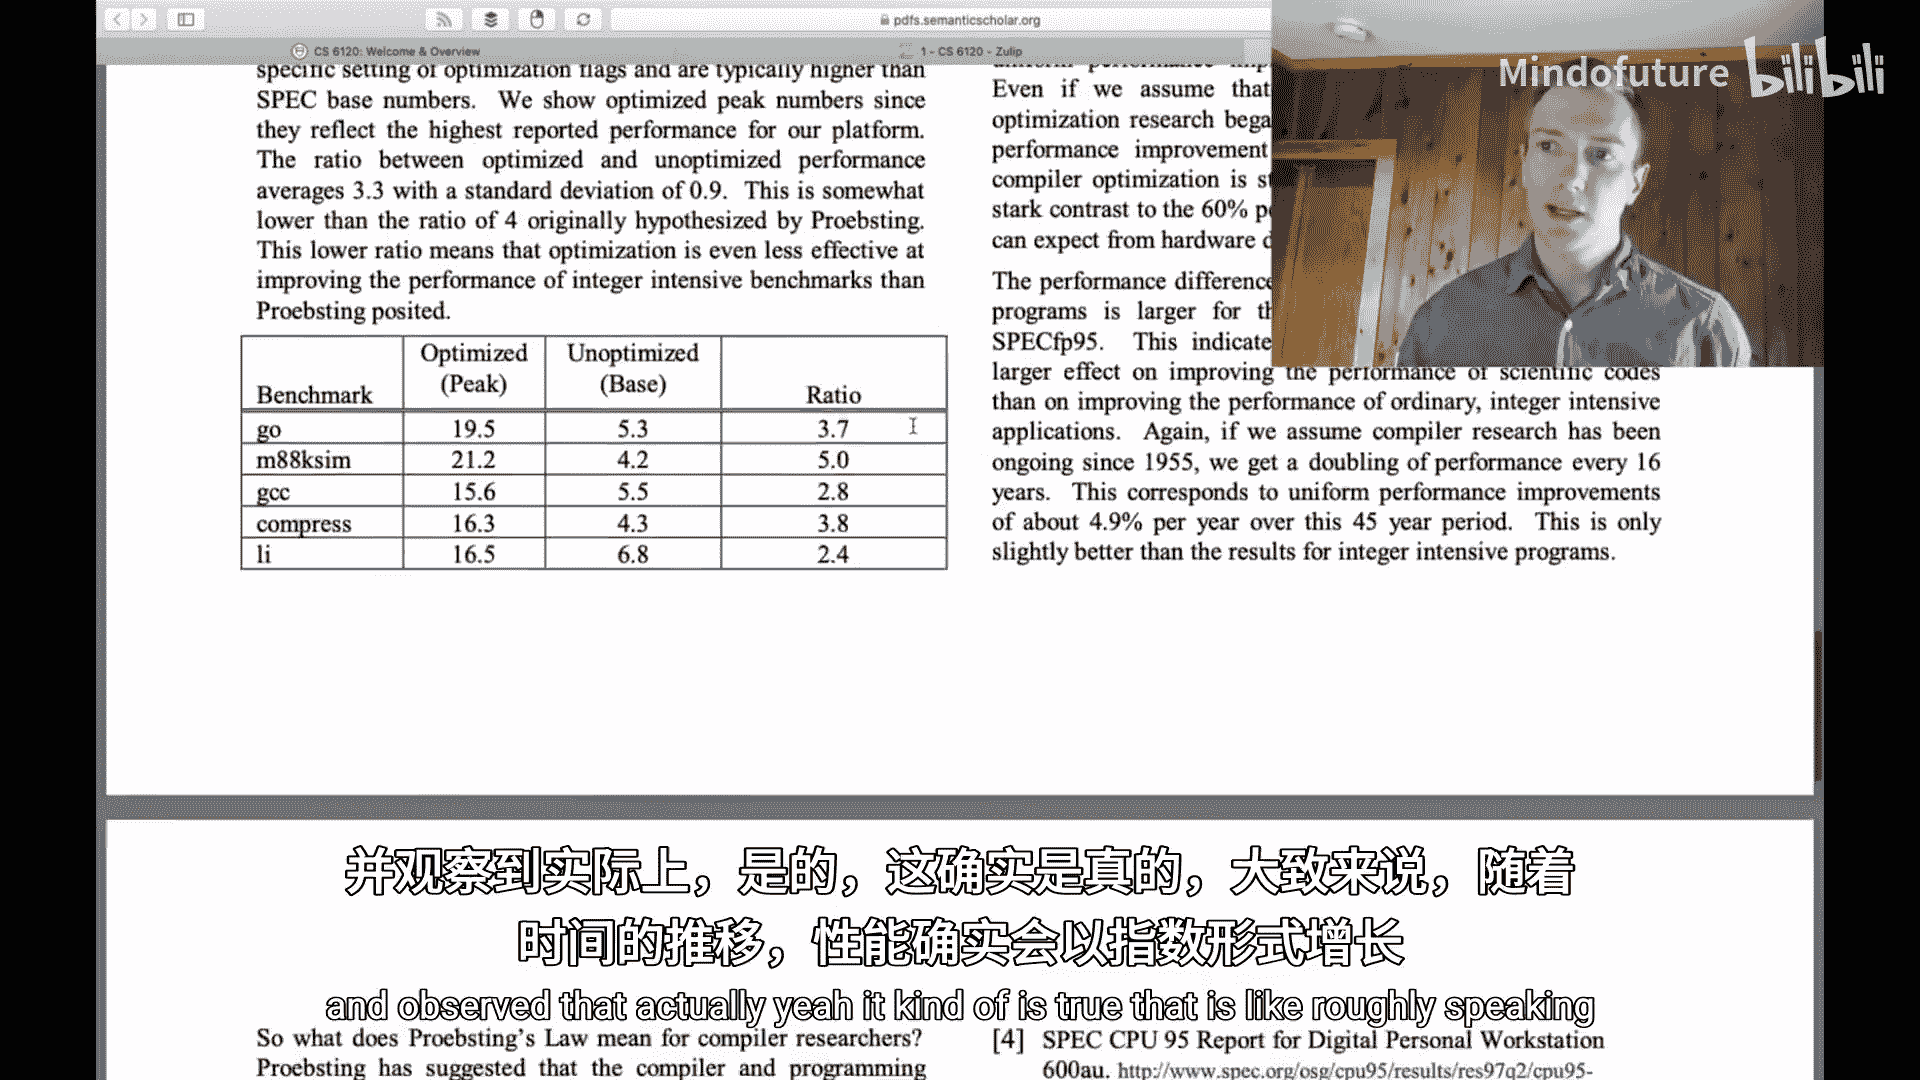 pdfs.semanticscholar.org
CS 6120: Welcome & Overview
1 - CS 6120 - Zulip
Mindofuture bilibili
specific setting of optimization flags and are typically higher than
SPEC base numbers. We show optimized peak numbers since
they reflect the highest reported performance for our platform.
The ratio between optimized and unoptimized performance
averages 3.3 with a standard deviation of 0.9. This is somewhat
lower than the ratio of 4 originally hypothesized by Proebsting.
This lower ratio means that optimization is even less effective at
improving the performance of integer intensive benchmarks than
Proebsting posited.
Benchmark Optimized (Peak) Unoptimized (Base) Ratio
go 19.5 5.3 3.7
m88ksim 21.2 4.2 5.0
gcc 15.6 5.5 2.8
compress 16.3 4.3 3.8
li 16.5 6.8 2.4
Even if we assume that
optimization research bega
performance improvement
compiler optimization is s
stark contrast to the 60% p
can expect from hardware d
The performance difference
programs is larger for th
SPECfp95. This indicate
larger effect on improving the performance of scientific codes
than on improving the performance of ordinary, integer intensive
applications. Again, if we assume compiler research has been
ongoing since 1955, we get a doubling of performance every 16
years. This corresponds to uniform performance improvements
of about 4.9% per year over this 45 year period. This is only
slightly better than the results for integer intensive programs.
并观察到实际上，是的，这确实是真的，大致来说，随着
时间的推移，性能确实会以指数形式增长
and observed that actually yeah it kind of is true that is like roughly speaking
So what does Proebsting's Law mean for compiler researchers?
Proebsting has suggested that the compiler and programming
[4] SPEC CPU 95 Report for Digital Personal Workstation
600au. http://www.spec.org/osg/cpu95/results/res97q2/cpu95-